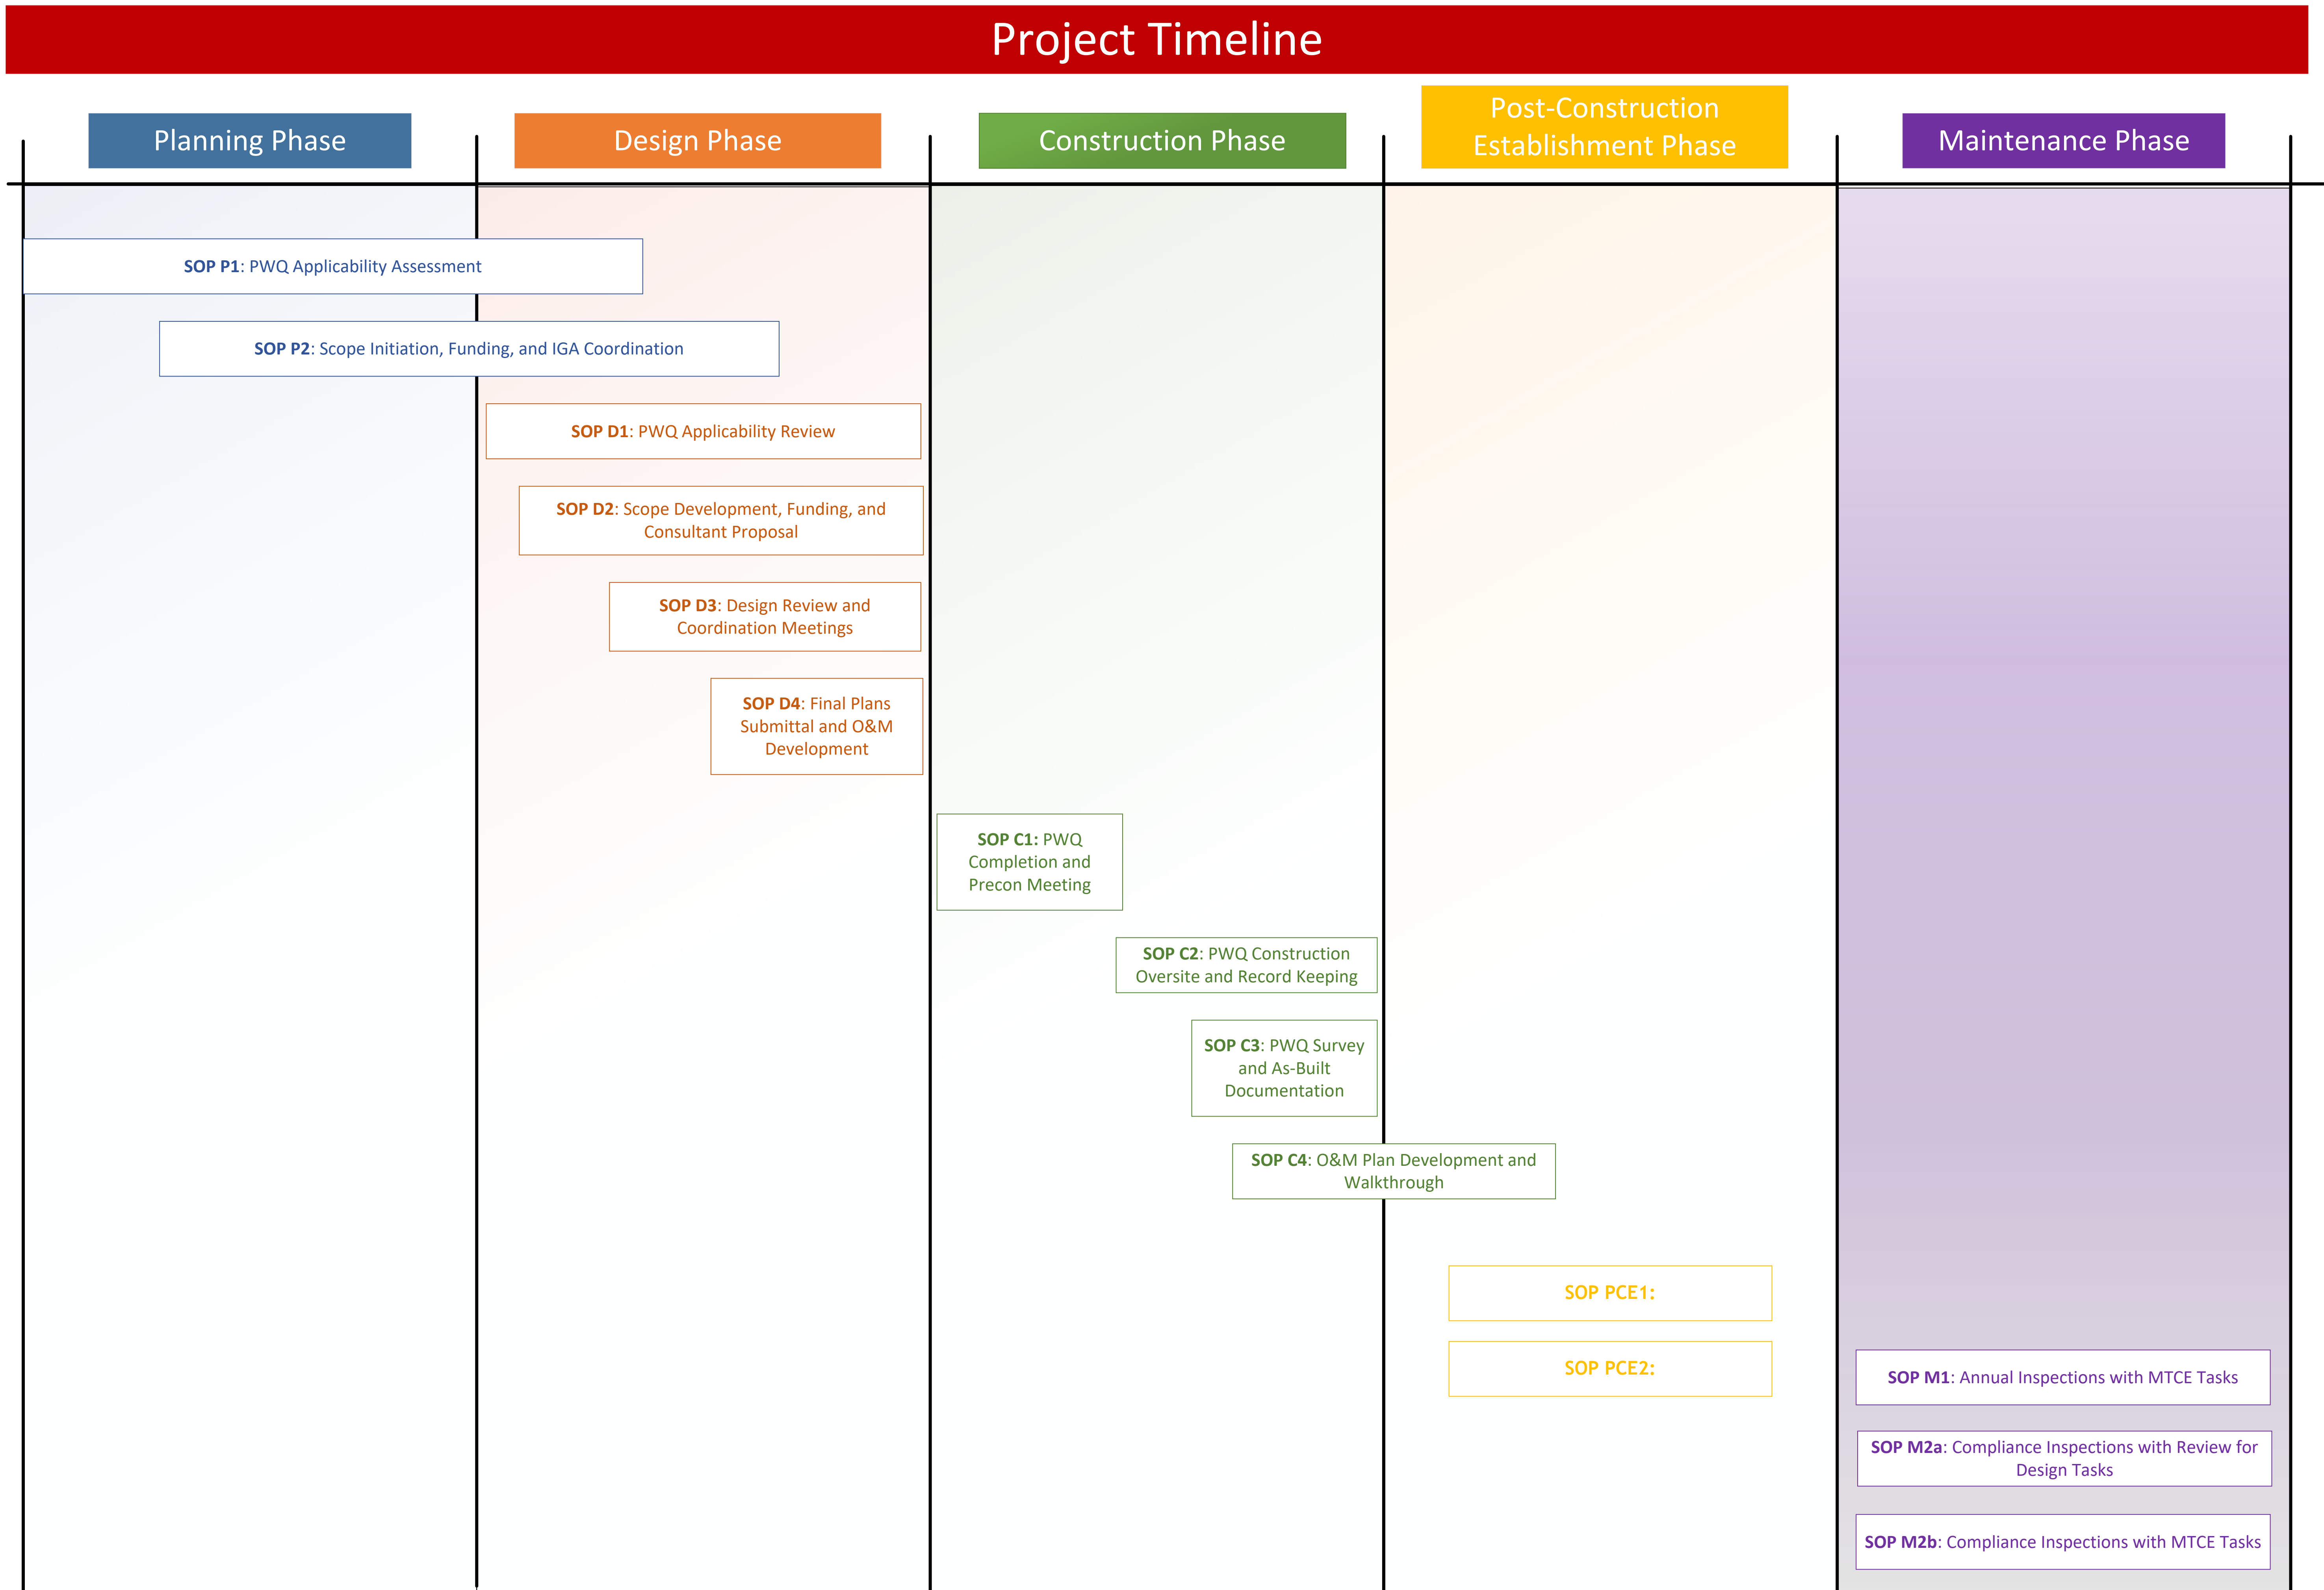 Project Timeline
Planning Phase
Design Phase
Construction Phase
Post-Construction
Establishment Phase
Maintenance Phase
SOP P1: PWQ Applicability Assessment
SOP P2: Scope Initiation, Funding, and IGA Coordination
SOP D1: PWQ Applicability Review
SOP D2: Scope Development, Funding, and
Consultant Proposal
SOP D3: Design Review and
Coordination Meetings
SOP D4: Final Plans
Submittal and O&M
Development
SOP C1: PWQ
Completion and
Precon Meeting
SOP C2: PWQ Construction
Oversite and Record Keeping
SOP C3: PWQ Survey
and As-Built
Documentation
SOP C4: O&M Plan Development and
Walkthrough
SOP PCE1:
SOP PCE2:
SOP M1: Annual Inspections with MTCE Tasks
SOP M2a: Compliance Inspections with Review for
Design Tasks
SOP M2b: Compliance Inspections with MTCE Tasks